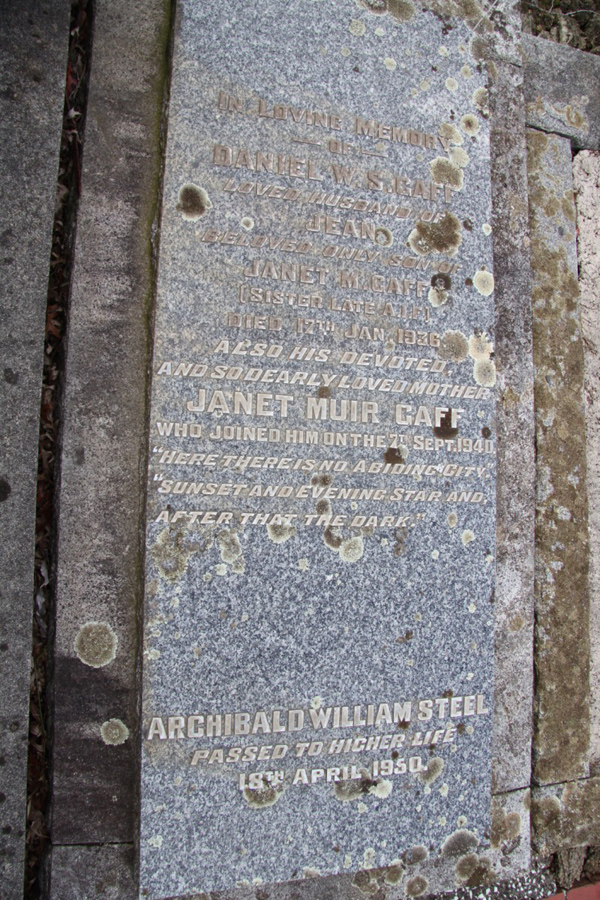 IN LOVING MEMORY
— OF —
DANIEL W. S. GAFF
LOVED HUSBAND OF
JEAN
BELOVED ONLY SON OF
JANET M. GAFF
(SISTER LATE A.I.F.)
DIED 17TH JAN. 1936.
ALSO HIS DEVOTED
AND SO DEARLY LOVED MOTHER
JANET MUIR GAFF
WHO JOINED HIM ON THE 7TH SEPT. 1940.
"HERE THERE IS NO ABIDING CITY,
"SUNSET AND EVENING STAR AND,
AFTER THAT THE DARK."
ARCHIBALD WILLIAM STEEL
PASSED TO HIGHER LIFE
18TH APRIL 1950.